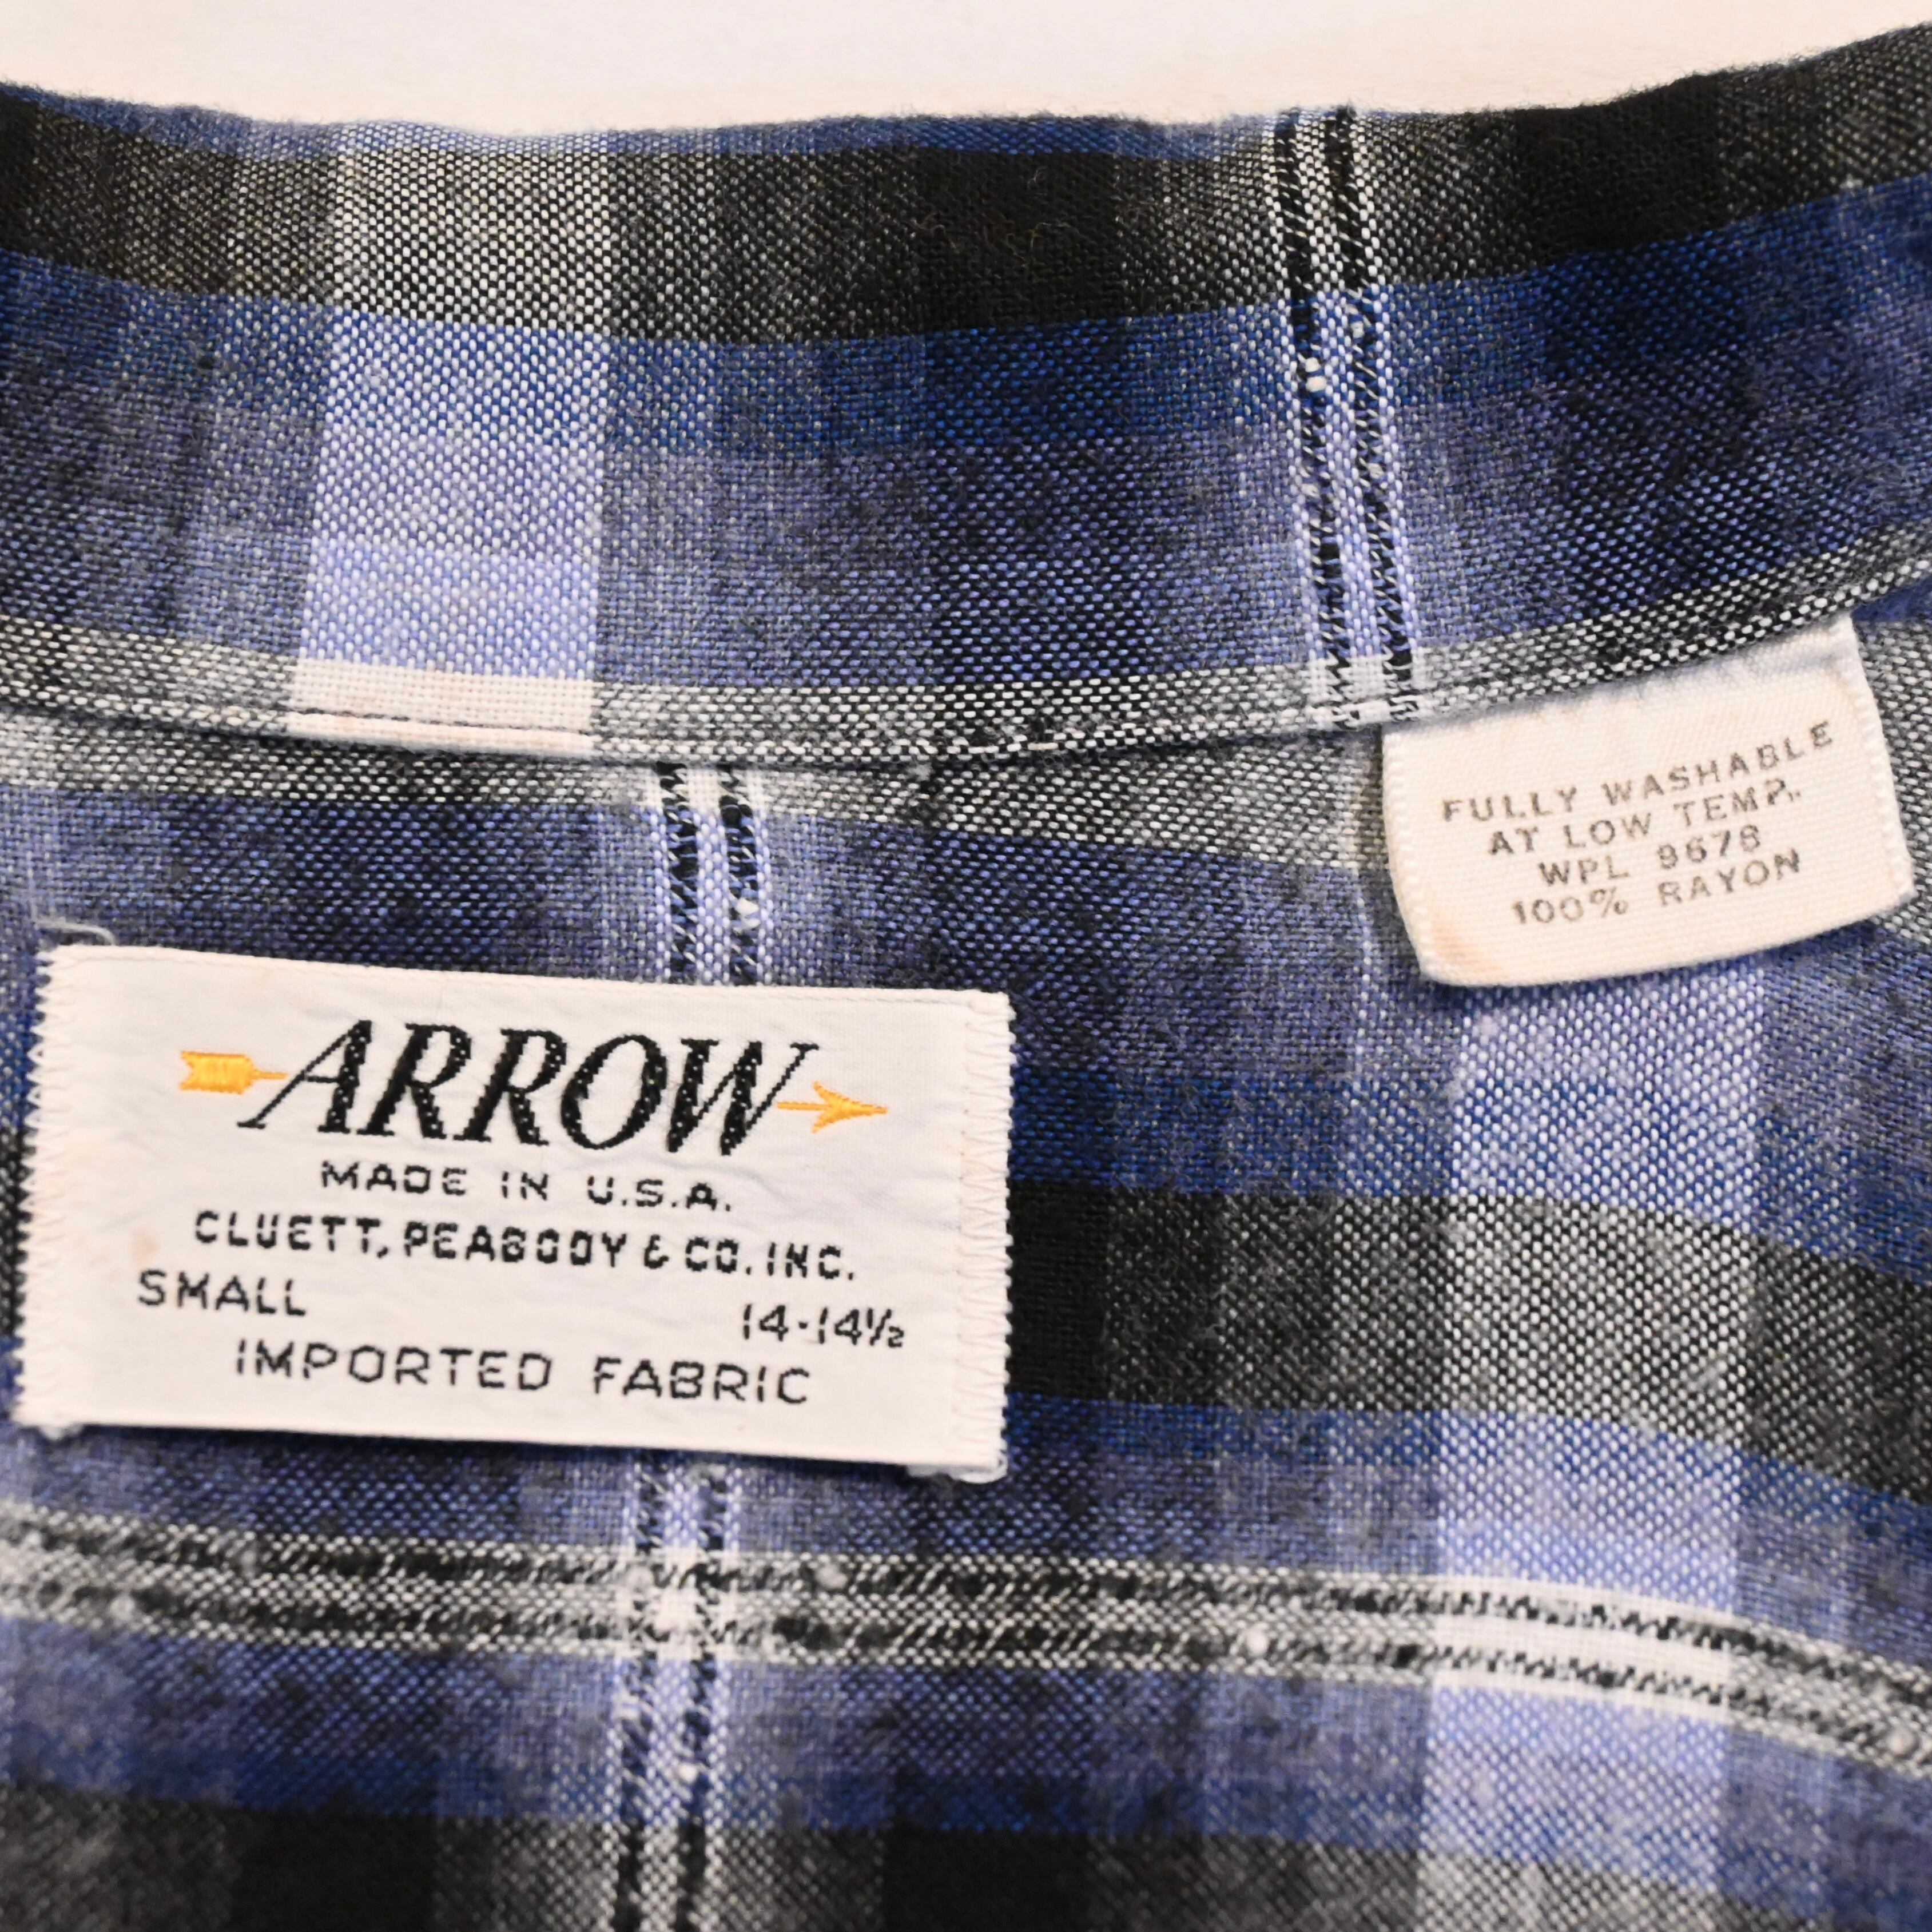 FULLY WASHABLE
AT LOW TEMP.
WPL 9678
100% RAYON
ARROW
MADE IN U.S.A.
CLUETT, PEABODY & CO. INC.
SMALL 14-14½
IMPORTED FABRIC